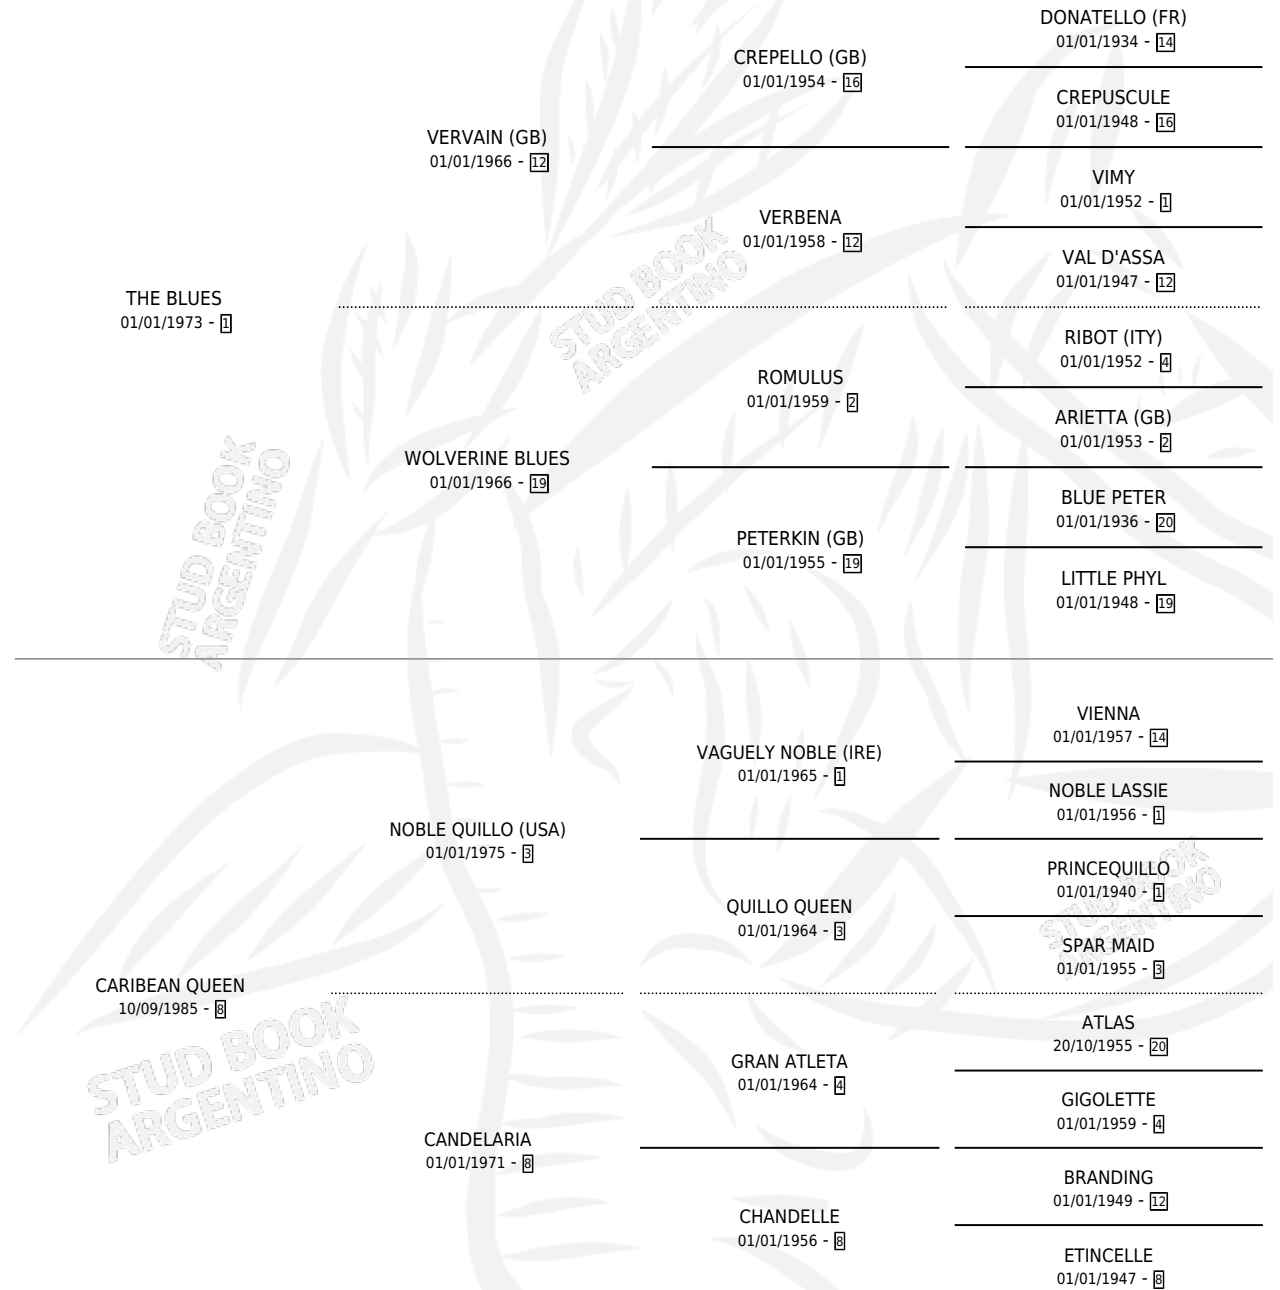 DONATELLO (FR)
01/01/1934 - 14
CREPELLO (GB)
01/01/1954 - 16
CREPUSCULE
01/01/1948 - 16
VERVAIN (GB)
01/01/1966 - 12
VIMY
01/01/1952 - 1
VERBENA
01/01/1958 - 12
VAL D'ASSA
01/01/1947 - 12
THE BLUES
01/01/1973 - 1
RIBOT (ITY)
01/01/1952 - 4
ROMULUS
01/01/1959 - 2
ARIETTA (GB)
01/01/1953 - 2
WOLVERINE BLUES
01/01/1966 - 19
BLUE PETER
01/01/1936 - 20
PETERKIN (GB)
01/01/1955 - 19
LITTLE PHYL
01/01/1948 - 19
VIENNA
01/01/1957 - 14
VAGUELY NOBLE (IRE)
01/01/1965 - 1
NOBLE LASSIE
01/01/1956 - 1
NOBLE QUILLO (USA)
01/01/1975 - 3
PRINCEQUILLO
01/01/1940 - 1
QUILLO QUEEN
01/01/1964 - 3
SPAR MAID
01/01/1955 - 3
CARIBEAN QUEEN
10/09/1985 - 8
ATLAS
20/10/1955 - 20
GRAN ATLETA
01/01/1964 - 4
GIGOLETTE
01/01/1959 - 4
CANDELARIA
01/01/1971 - 8
BRANDING
01/01/1949 - 12
CHANDELLE
01/01/1956 - 8
ETINCELLE
01/01/1947 - 8
STUD BOOK
ARGENTINO
STUD BOOK
ARGENTINO
STUD BOOK
ARGENTINO
STUD BOOK
ARGENTINO